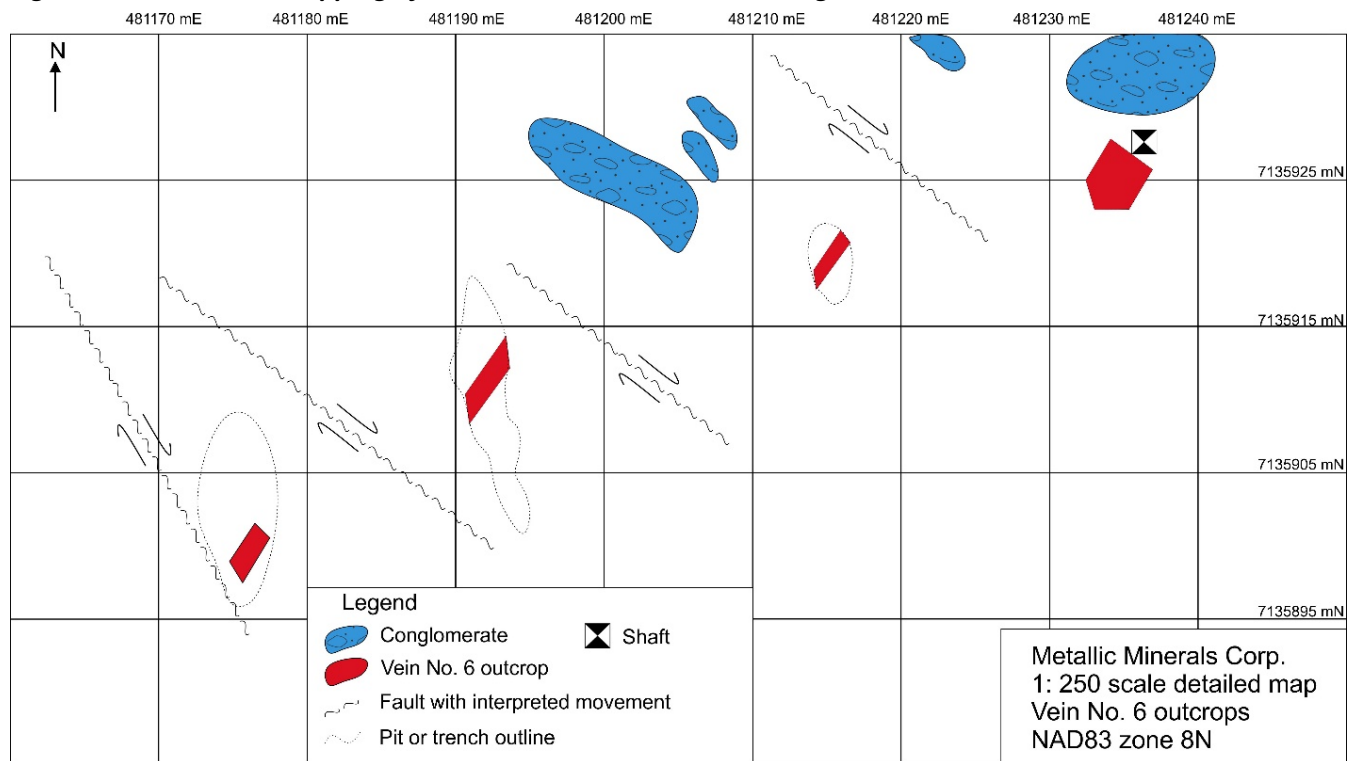 481170 mE 481180 mE 481190 mE 481200 mE 481210 mE 481220 mE 481230 mE 481240 mE
N
7135925 mN
7135915 mN
7135905 mN
7135895 mN
Legend
Conglomerate
Shaft
Vein No. 6 outcrop
Fault with interpreted movement
Pit or trench outline
Metallic Minerals Corp.
1: 250 scale detailed map
Vein No. 6 outcrops
NAD83 zone 8N